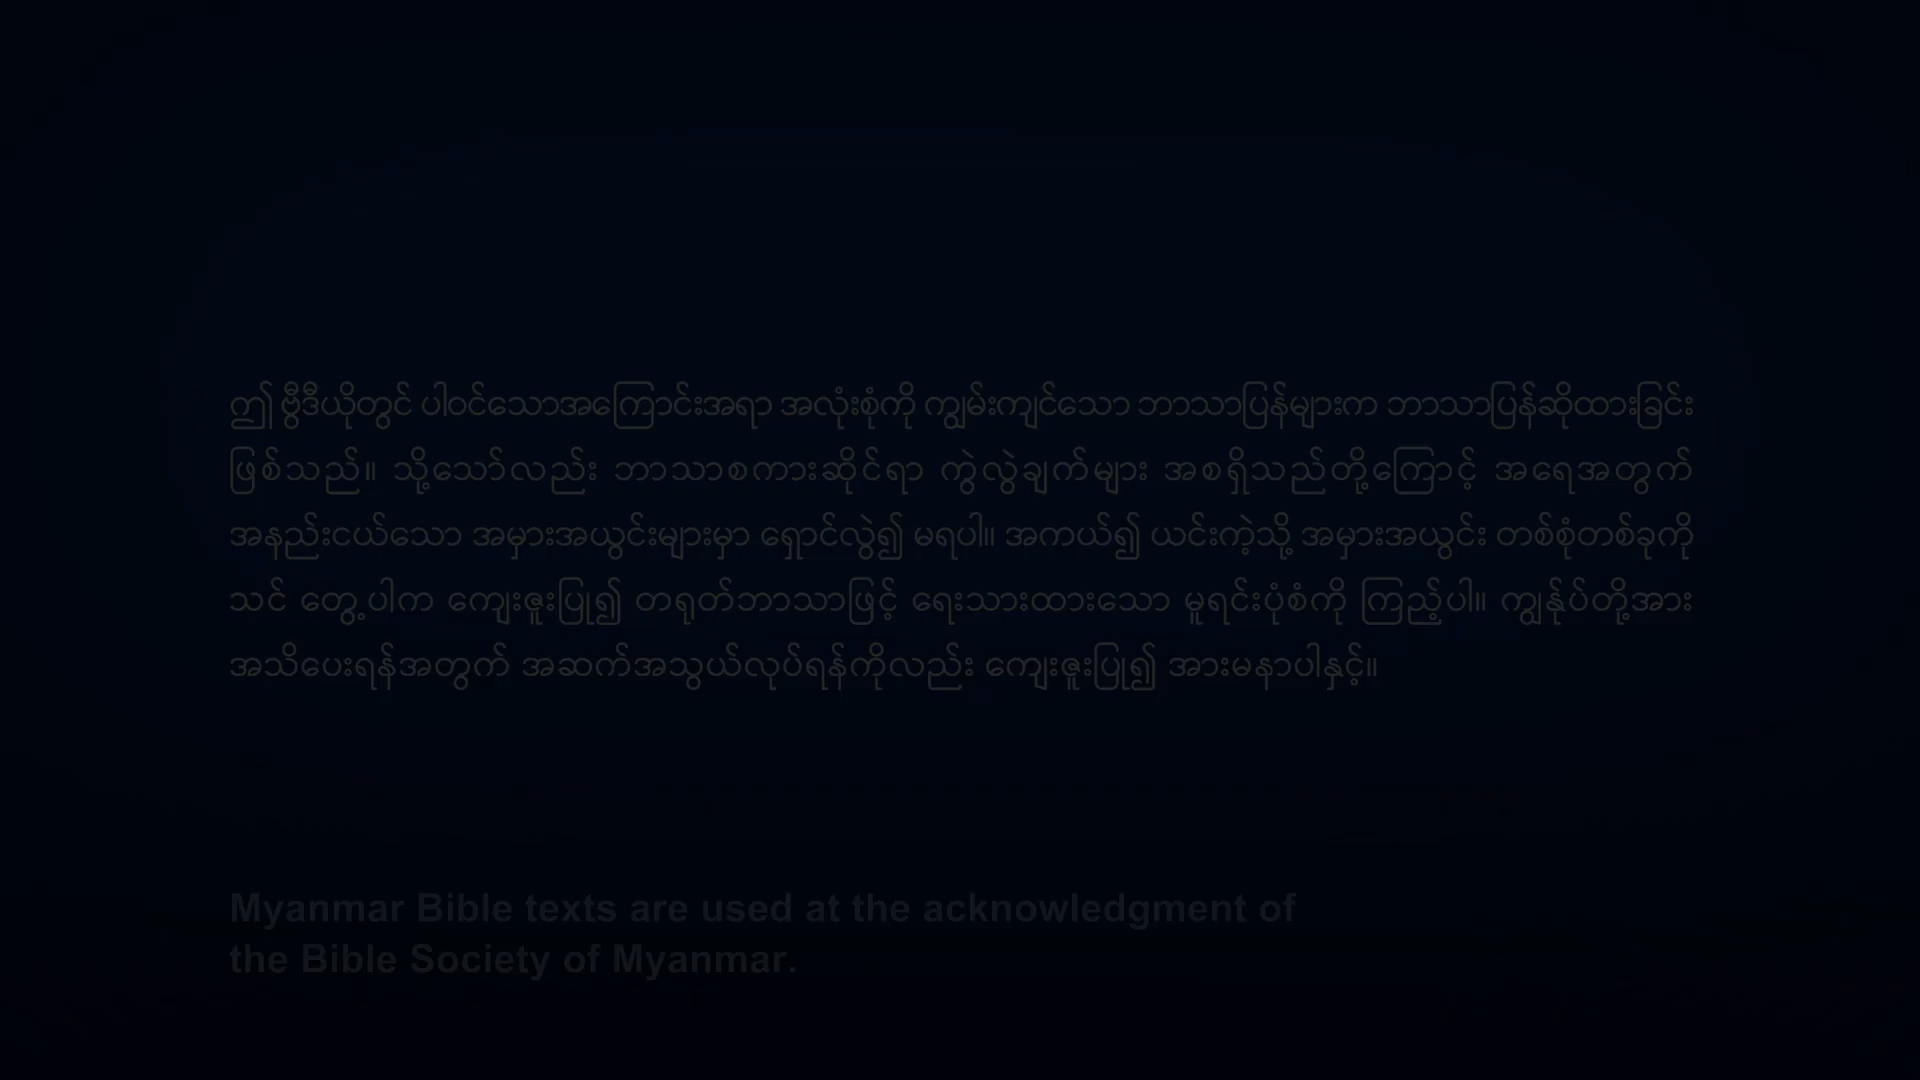 ဤ ဗွီဒီယိုတွင် ပါဝင်သောအကြောင်းအရာ အလုံးစုံကို ကျွမ်းကျင်သော ဘာသာပြန်များက ဘာသာပြန်ဆိုထားခြင်း
ဖြစ်သည်။ သို့သော်လည်း ဘာသာစကားဆိုင်ရာ ကွဲလွဲချက်များ အစရှိသည်တို့ကြောင့် အရေအတွက်
အနည်းငယ်သော အမှားအယွင်းများမှာ ရှောင်လွဲ၍ မရပါ။ အကယ်၍ ယင်းကဲ့သို့ အမှားအယွင်း တစ်စုံတစ်ခုကို
သင် တွေ့ပါက ကျေးဇူးပြု၍ တရုတ်ဘာသာဖြင့် ရေးသားထားသော မူရင်းပုံစံကို ကြည့်ပါ။ ကျွန်ုပ်တို့အား
အသိပေးရန်အတွက် အဆက်အသွယ်လုပ်ရန်ကိုလည်း ကျေးဇူးပြု၍ အားမနာပါနှင့်။
Myanmar Bible texts are used at the acknowledgment of
the Bible Society of Myanmar.